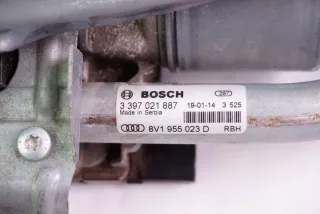 BOSCH 287
3 397 021 887 19-01-14 3 525
Made in Serbia
8V1 955 023 D RBH